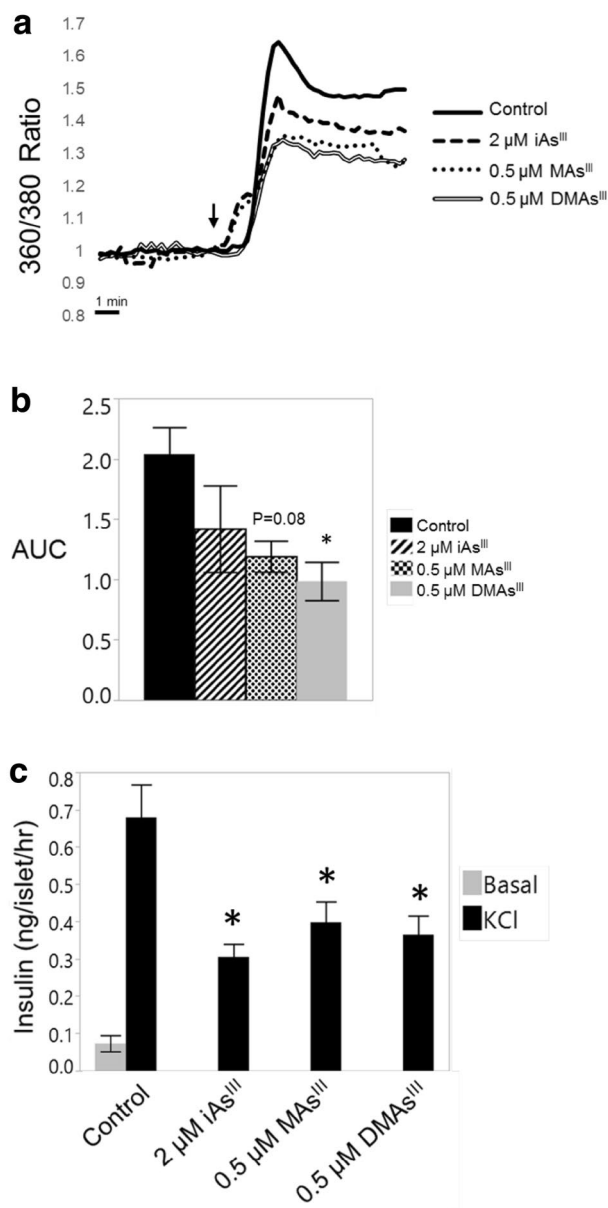 a
1.7
1.6
1.5
1.4
1.3
1.2
1.1
1
0.9
0.8
360/380 Ratio
1 min
Control
2 µM iAsᴵᴵᴵ
0.5 µM MAsᴵᴵᴵ
0.5 µM DMAsᴵᴵᴵ
b
2.5
2.0
1.5
1.0
0.5
0.0
AUC
P=0.08
*
Control
2 µM iAsᴵᴵᴵ
0.5 µM MAsᴵᴵᴵ
0.5 µM DMAsᴵᴵᴵ
c
0.8
0.7
0.6
0.5
0.4
0.3
0.2
0.1
0.0
Insulin (ng/islet/hr)
*
*
*
Basal
KCl
Control
2 µM iAsᴵᴵᴵ
0.5 µM MAsᴵᴵᴵ
0.5 µM DMAsᴵᴵᴵ